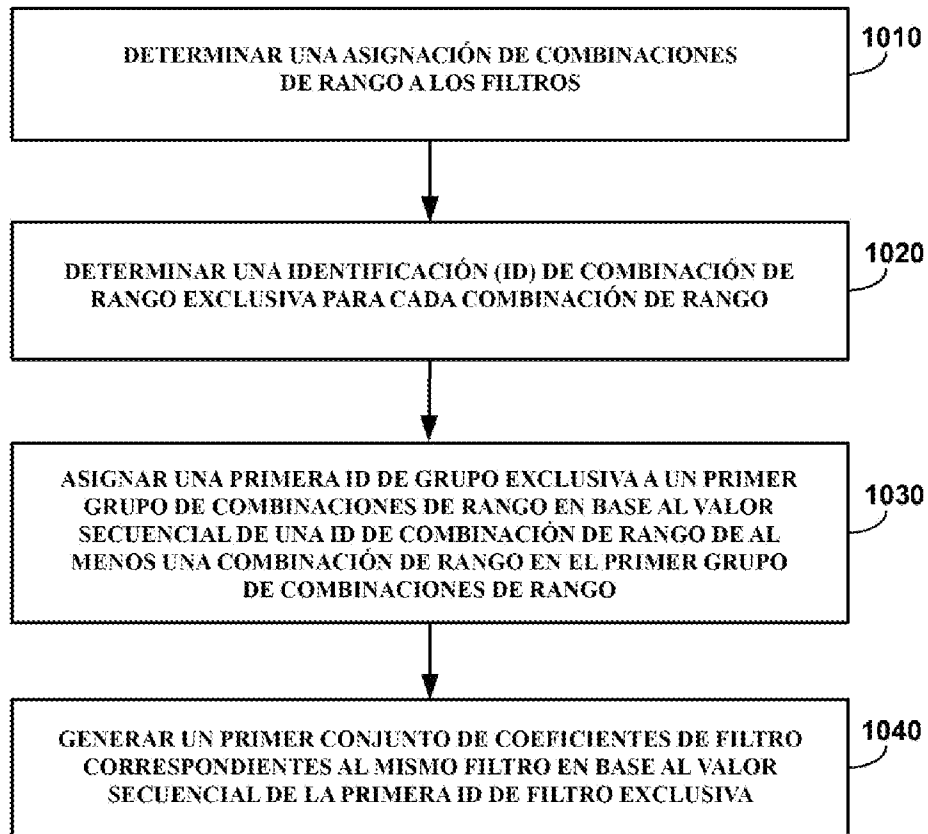 DETERMINAR UNA ASIGNACIÓN DE COMBINACIONES
DE RANGO A LOS FILTROS
1010
DETERMINAR UNA IDENTIFICACIÓN (ID) DE COMBINACIÓN DE
RANGO EXCLUSIVA PARA CADA COMBINACIÓN DE RANGO
1020
ASIGNAR UNA PRIMERA ID DE GRUPO EXCLUSIVA A UN PRIMER
GRUPO DE COMBINACIONES DE RANGO EN BASE AL VALOR
SECUENCIAL DE UNA ID DE COMBINACIÓN DE RANGO DE AL
MENOS UNA COMBINACIÓN DE RANGO EN EL PRIMER GRUPO
DE COMBINACIONES DE RANGO
1030
GENERAR UN PRIMER CONJUNTO DE COEFICIENTES DE FILTRO
CORRESPONDIENTES AL MISMO FILTRO EN BASE AL VALOR
SECUENCIAL DE LA PRIMERA ID DE FILTRO EXCLUSIVA
1040